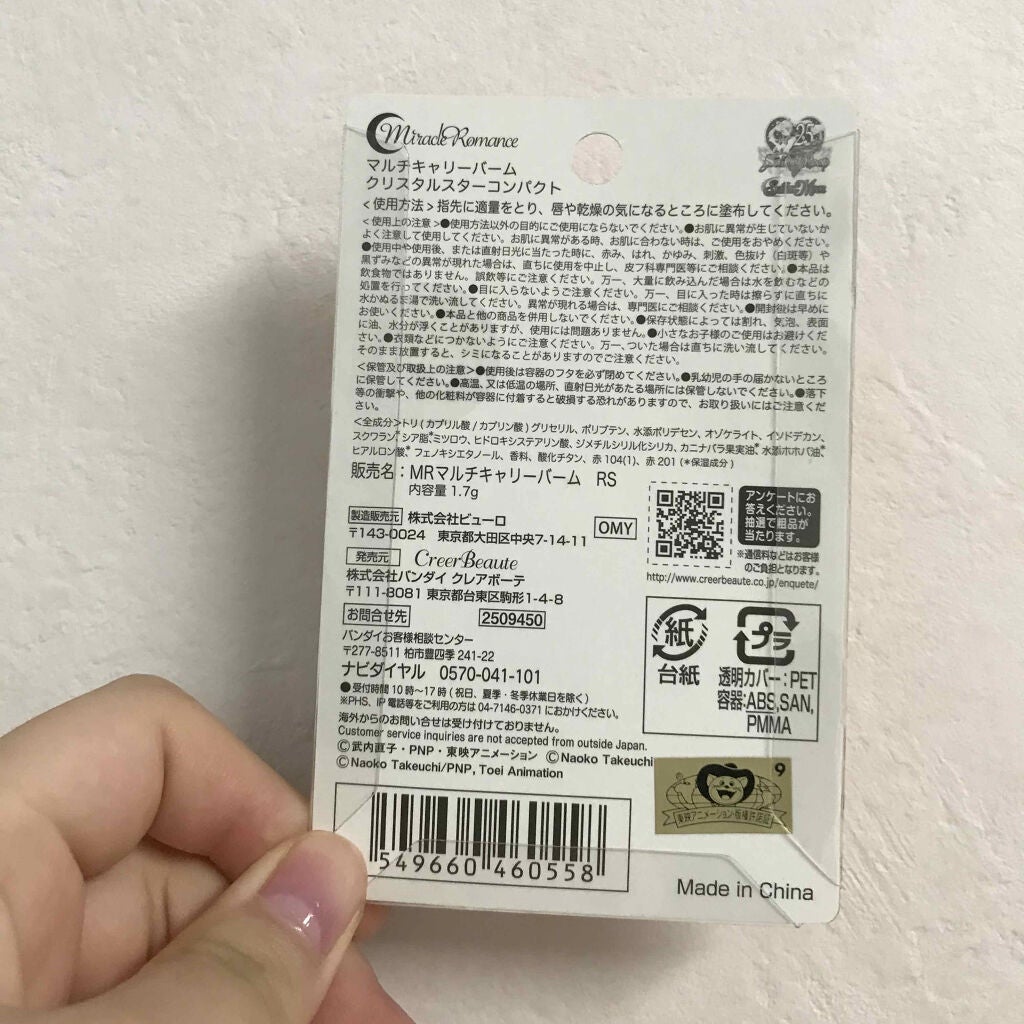 Miracle Romance
25
マルチキャリーバーム
クリスタルスターコンパクト
<使用方法>指先に適量をとり、唇や乾燥の気になるところに塗布してください。
<使用上の注意>●使用方法以外の目的にご使用にならないでください。●お肌に異常が生じていないか
よく注意して使用してください。お肌に異常がある時、お肌に合わない時は、ご使用をおやめください。
●使用中や使用後、または直射日光に当たった時に、赤み、はれ、かゆみ、刺激、色抜け(白斑等)や
黒ずみなどの異常が現れた場合は、直ちに使用を中止し、皮フ科専門医等にご相談ください。●本品は
飲食物ではありません。誤飲等にご注意ください。万一、大量に飲み込んだ場合は水を飲むなどの
処置を行ってください。●目に入らないようご注意ください。万一、目に入った時は擦らずに直ちに
水かぬるま湯で洗い流してください。異常が現れる場合は、専門医にご相談ください。●開封後は早めに
お使いください。●本品と他の商品を併用しないでください。●保存状態によっては割れ、気泡、表面
に油、水分が浮くことがありますが、使用には問題ありません。●小さなお子様のご使用はお避けくだ
さい。●衣類などにつかないようにご注意ください。万一、ついた場合は直ちに洗い流してください。
そのまま放置すると、シミになることがありますのでご注意ください。
<保管及び取扱上の注意>●使用後は容器のフタを必ず閉めてください。●乳幼児の手の届かないところ
に保管してください。●高温、又は低温の場所、直射日光があたる場所には保管しないでください。●落下
等の衝撃や、他の化粧料が容器に付着すると破損する恐れがありますので、お取り扱いにはご注意くだ
さい。
<全成分>トリ(カプリル酸/カプリン酸)グリセリル、ポリブテン、水添ポリデセン、オゾケライト、イソドデカン、
スクワラン*、シア脂*、ミツロウ、ヒドロキシステアリン酸、ジメチルシリル化シリカ、カニナバラ果実油*、水添ホホバ油*、
ヒアルロン酸*、フェノキシエタノール、香料、酸化チタン、赤104(1)、赤201(*保湿成分)
販売名:MRマルチキャリーバーム RS
内容量 1.7g
製造販売元 株式会社ビューロ
〒143-0024 東京都大田区中央7-14-11
OMY
発売元 CreerBeaute
株式会社バンダイ クレアボーテ
〒111-8081 東京都台東区駒形1-4-8
お問合せ先 2509450
バンダイお客様相談センター
〒277-8511 柏市豊四季241-22
ナビダイヤル 0570-041-101
●受付時間10時〜17時(祝日、夏季・冬季休業日を除く)
※PHS、IP電話等をご利用の方は04-7146-0371におかけください。
海外からのお問い合せは受け付けておりません。
Customer service inquiries are not accepted from outside Japan.
©武内直子・PNP・東映アニメーション ©Naoko Takeuchi
©Naoko Takeuchi/PNP, Toei Animation
アンケートにお
答えください。
抽選で粗品が
当たります。
※通信料などはお客様
のご負担となります。
http://www.creerbeaute.co.jp/enquete/
紙
台紙
プラ
透明カバー:PET
容器:ABS,SAN,
PMMA
9
東映アニメーション・版権許諾証
549660 460558
Made in China